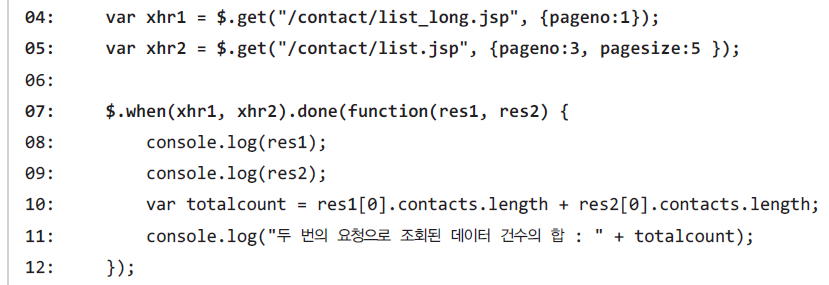 04:     var xhr1 = $.get("/contact/list_long.jsp", {pageno:1});
05:     var xhr2 = $.get("/contact/list.jsp", {pageno:3, pagesize:5 });
06:
07:     $.when(xhr1, xhr2).done(function(res1, res2) {
08:         console.log(res1);
09:         console.log(res2);
10:         var totalcount = res1[0].contacts.length + res2[0].contacts.length;
11:         console.log("두 번의 요청으로 조회된 데이터 건수의 합 : " + totalcount);
12:     });